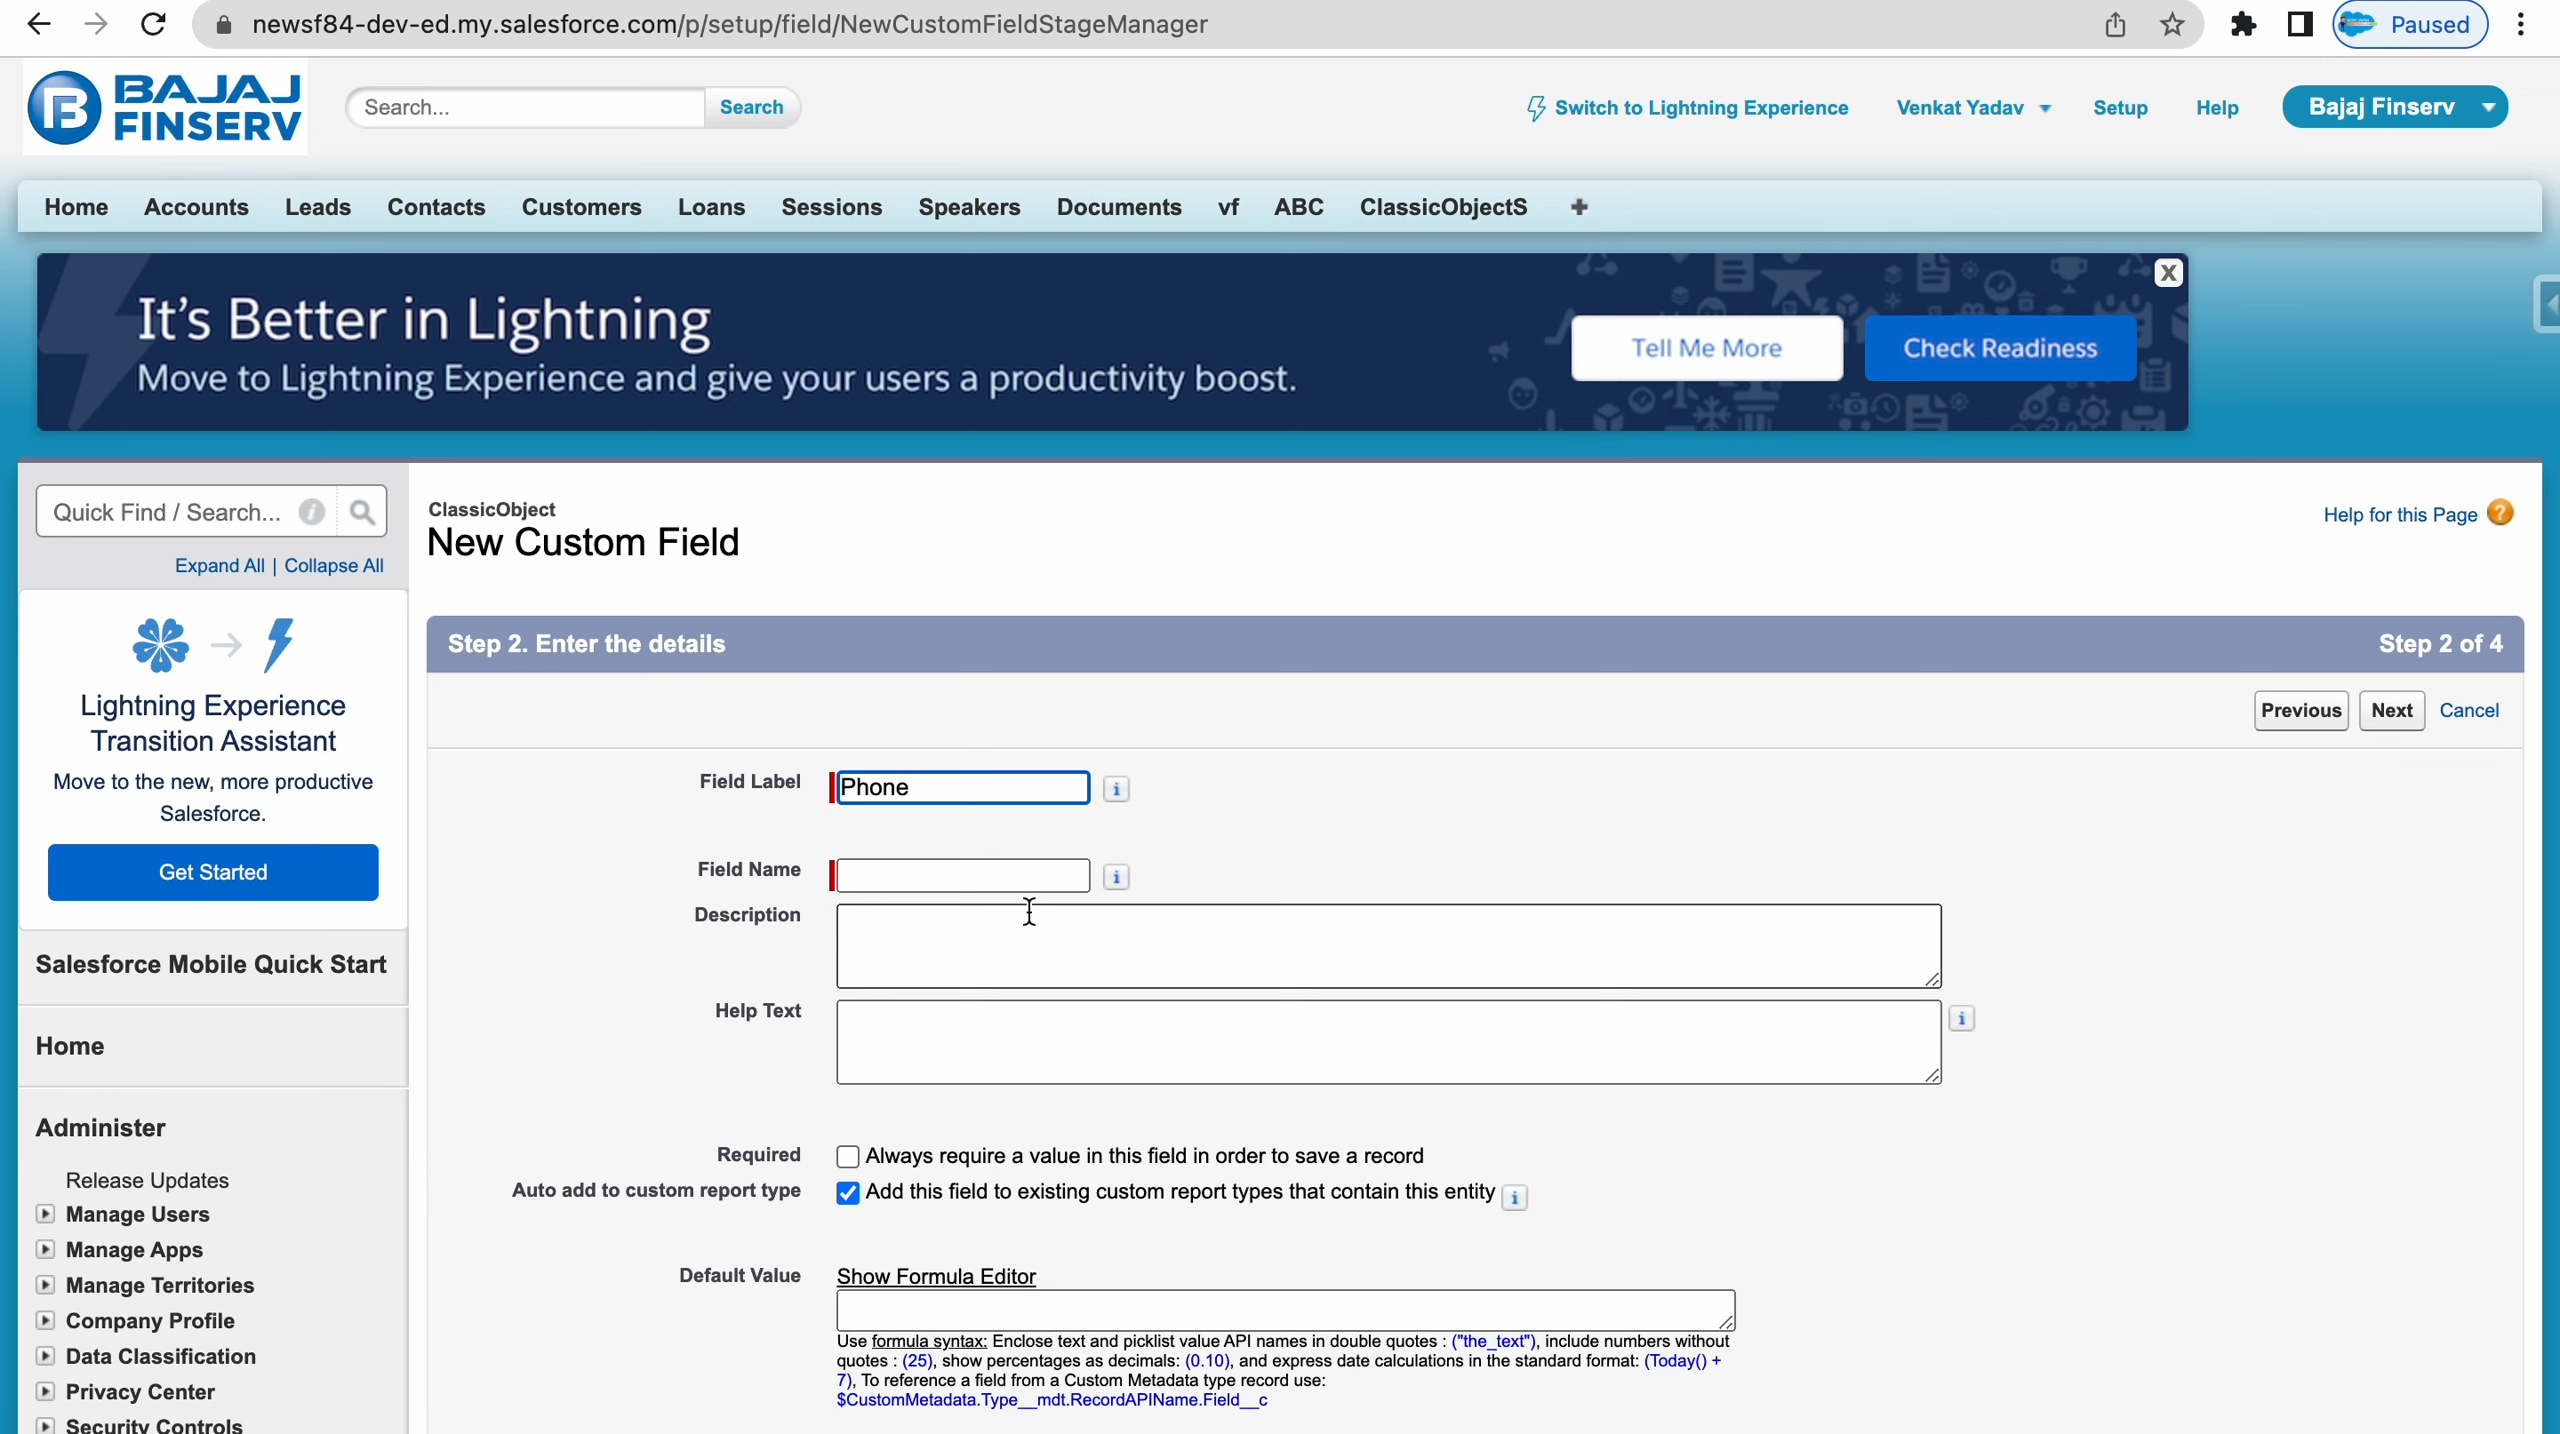 newsf84-dev-ed.my.salesforce.com/p/setup/field/NewCustomFieldStageManager
Paused
BAJAJ
FINSERV
Search...
Search
Switch to Lightning Experience
Venkat Yadav
Setup
Help
Bajaj Finserv
Home
Accounts
Leads
Contacts
Customers
Loans
Sessions
Speakers
Documents
vf
ABC
ClassicObjectS
It's Better in Lightning
Move to Lightning Experience and give your users a productivity boost.
Tell Me More
Check Readiness
X
Quick Find / Search...
Expand All | Collapse All
Lightning Experience
Transition Assistant
Move to the new, more productive
Salesforce.
Get Started
Salesforce Mobile Quick Start
Home
Administer
Release Updates
Manage Users
Manage Apps
Manage Territories
Company Profile
Data Classification
Privacy Center
Security Controls
ClassicObject
New Custom Field
Help for this Page
Step 2. Enter the details
Step 2 of 4
Previous
Next
Cancel
Field Label
Phone
Field Name
Description
Help Text
Required
Always require a value in this field in order to save a record
Auto add to custom report type
Add this field to existing custom report types that contain this entity
Default Value
Show Formula Editor
Use formula syntax: Enclose text and picklist value API names in double quotes : ("the_text"), include numbers without
quotes : (25), show percentages as decimals: (0.10), and express date calculations in the standard format: (Today() +
7), To reference a field from a Custom Metadata type record use:
$CustomMetadata.Type__mdt.RecordAPIName.Field__c